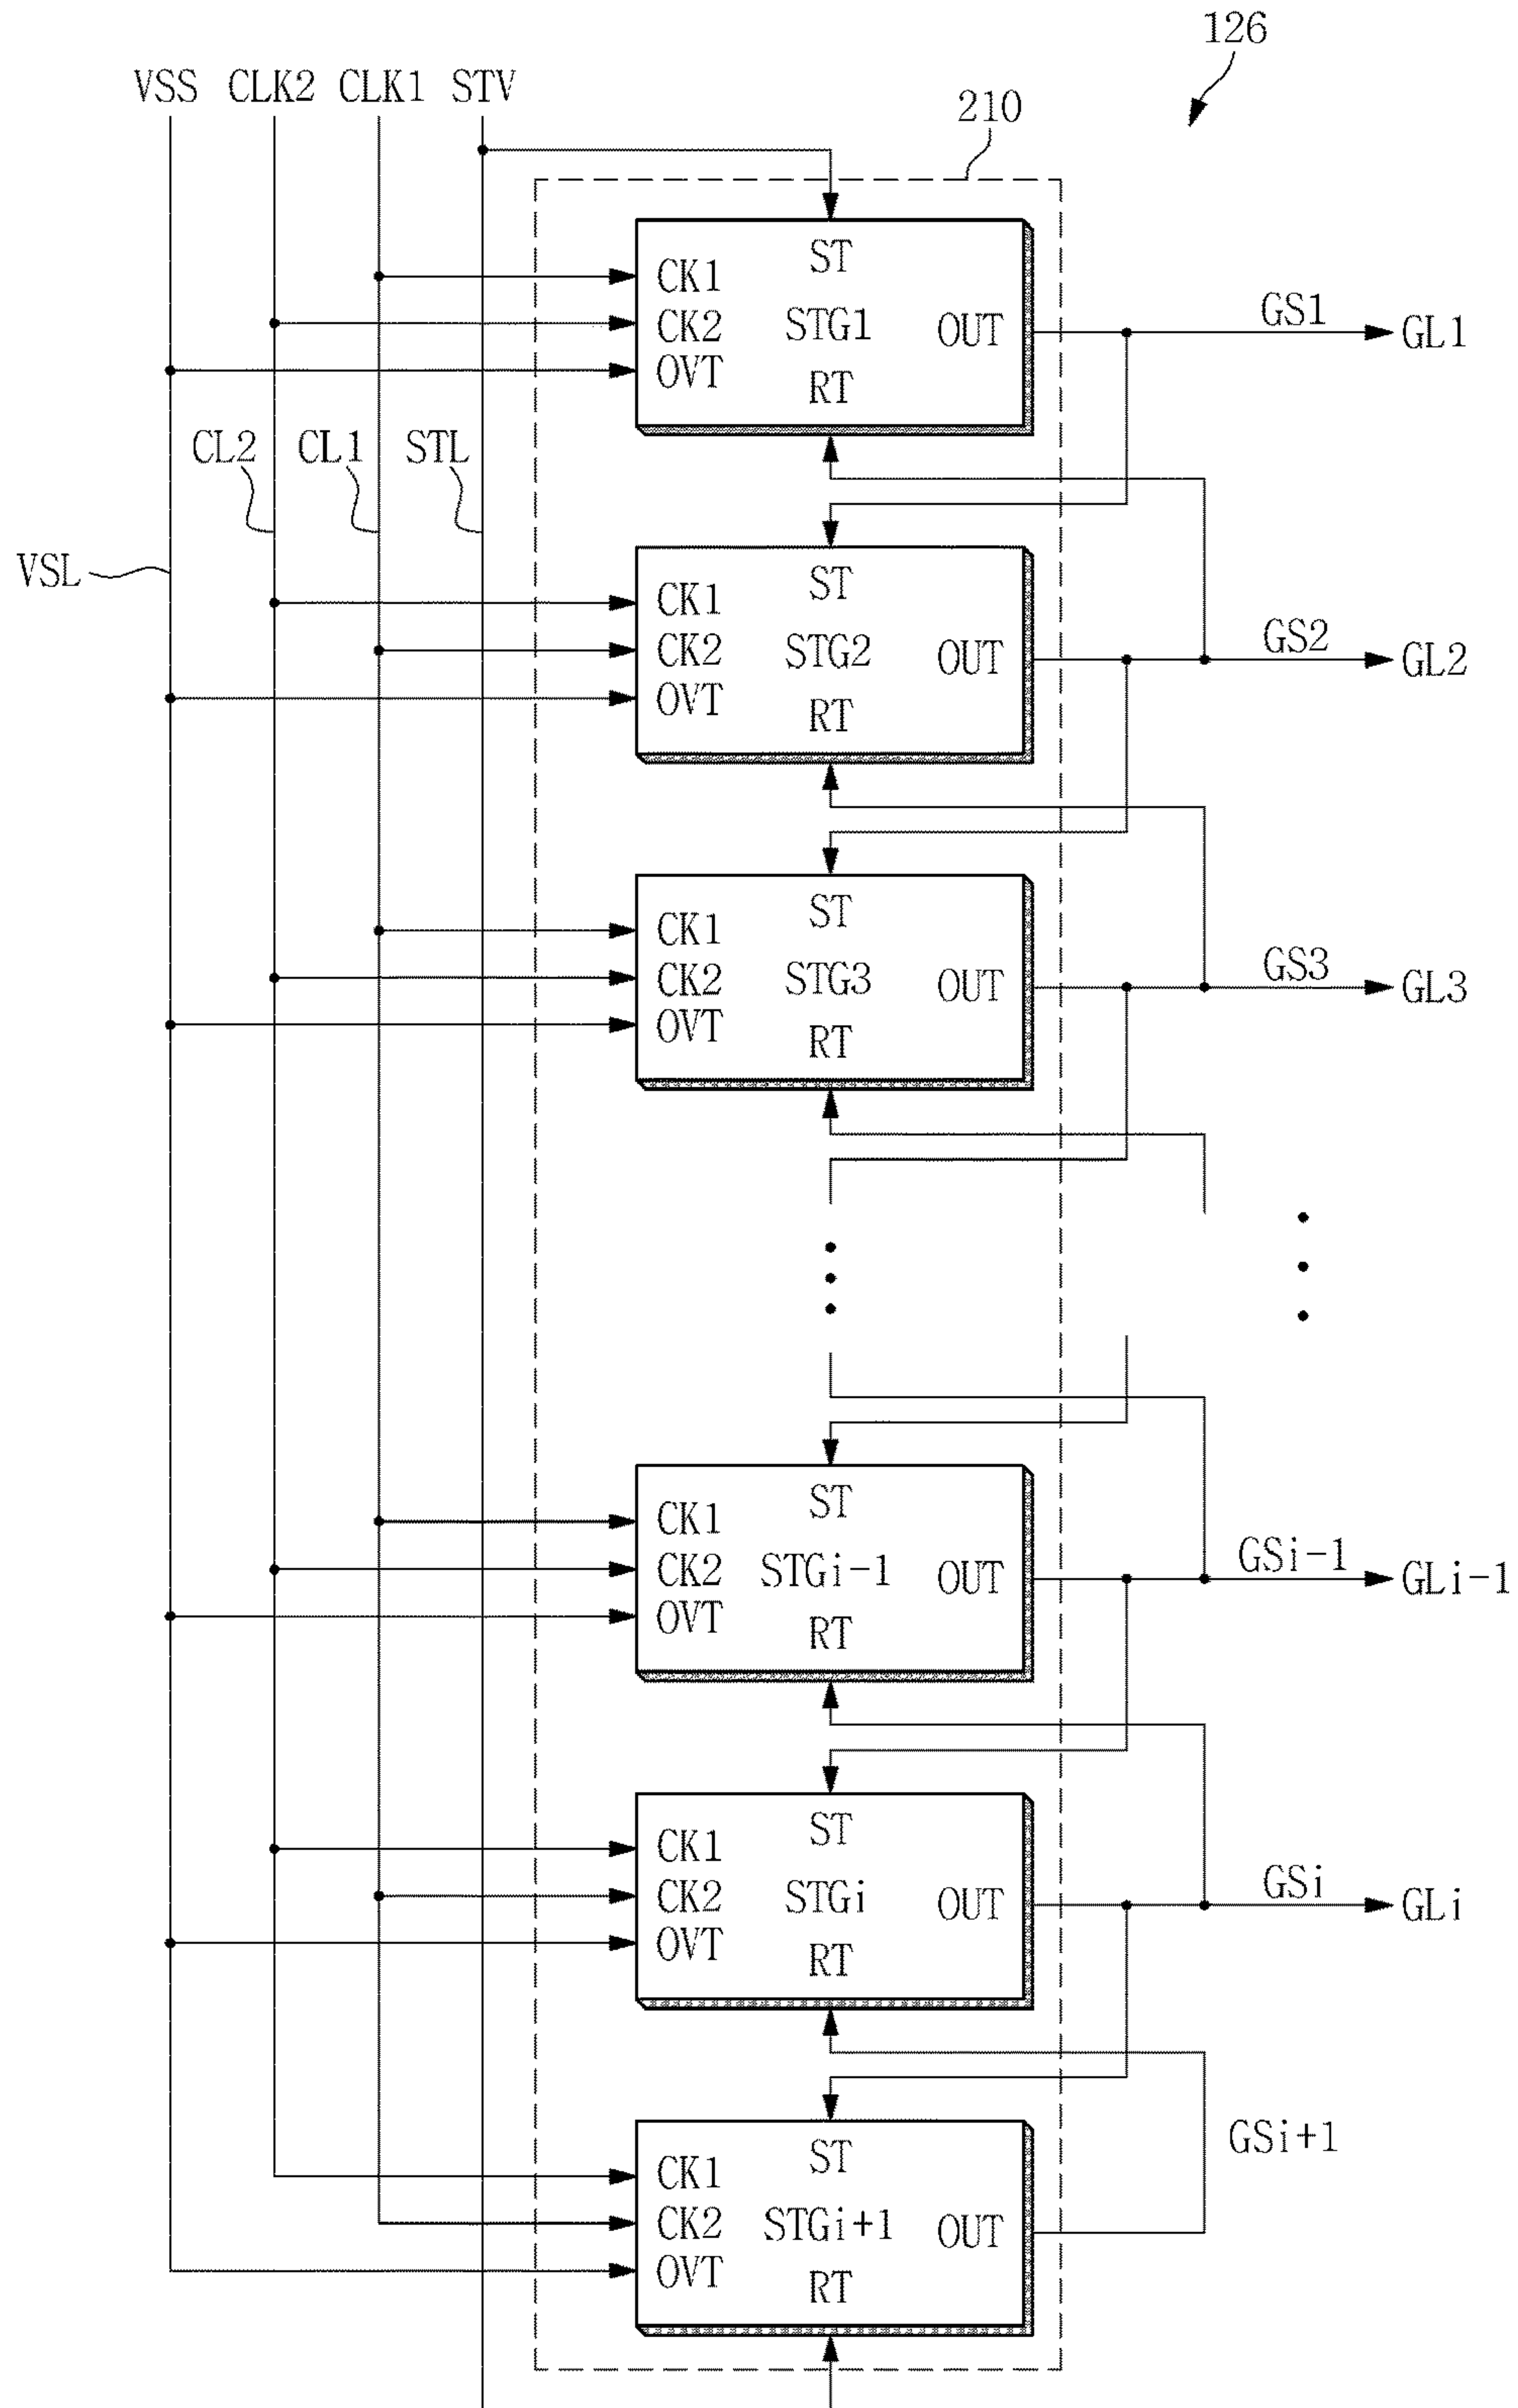 126
VSS CLK2 CLK1 STV
210
ST
CK1
CK2 STG1 OUT
OVT
RT
GS1
GL1
CL2 CL1 STL
VSL
ST
CK1
CK2 STG2 OUT
OVT
RT
GS2
GL2
ST
CK1
CK2 STG3 OUT
OVT
RT
GS3
GL3
ST
CK1
CK2 STGi-1 OUT
OVT
RT
GSi-1
GLi-1
ST
CK1
CK2 STGi OUT
OVT
RT
GSi
GLi
ST
CK1
CK2 STGi+1 OUT
OVT
RT
GSi+1